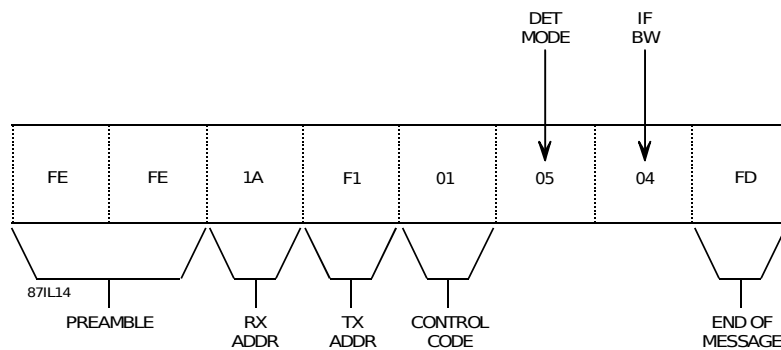 DET
MODE
IF
BW
FE FE 1A F1 01 05 04 FD
87IL14
PREAMBLE
RX
ADDR
TX
ADDR
CONTROL
CODE
END OF
MESSAGE